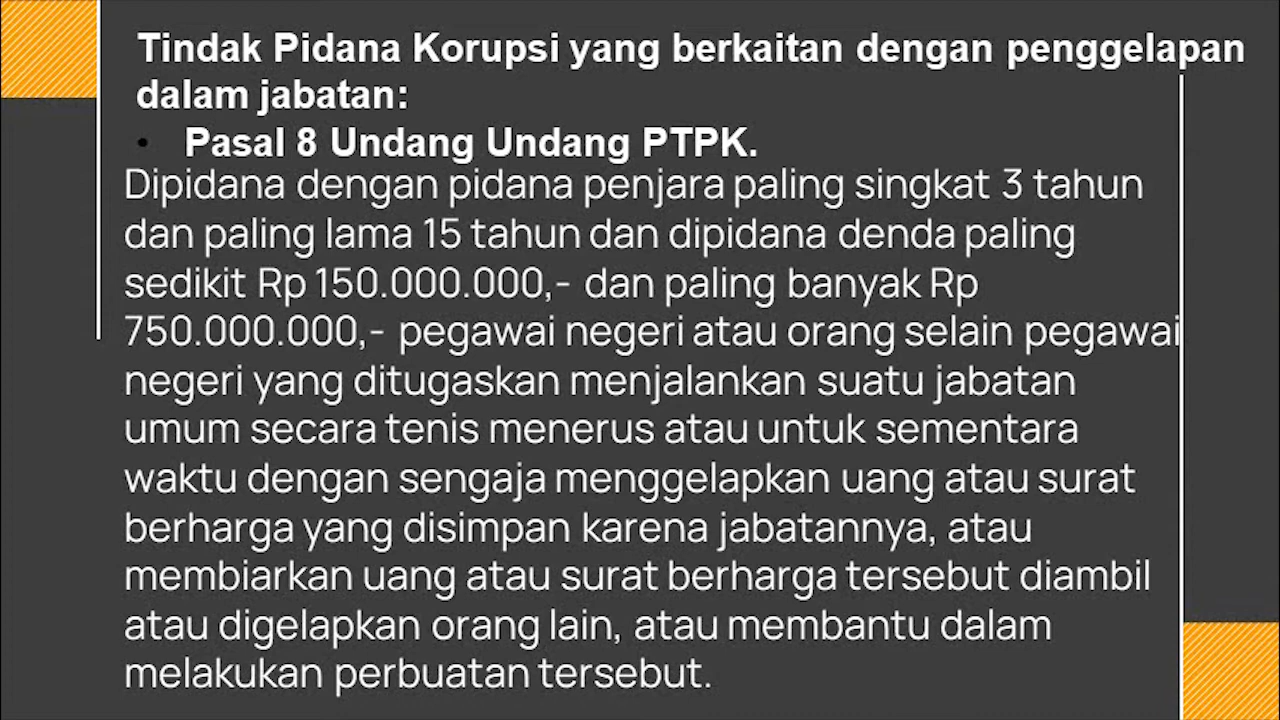 Tindak Pidana Korupsi yang berkaitan dengan penggelapan
dalam jabatan:
• Pasal 8 Undang Undang PTPK.
Dipidana dengan pidana penjara paling singkat 3 tahun
dan paling lama 15 tahun dan dipidana denda paling
sedikit Rp 150.000.000,- dan paling banyak Rp
750.000.000,- pegawai negeri atau orang selain pegawai
negeri yang ditugaskan menjalankan suatu jabatan
umum secara tenis menerus atau untuk sementara
waktu dengan sengaja menggelapkan uang atau surat
berharga yang disimpan karena jabatannya, atau
membiarkan uang atau surat berharga tersebut diambil
atau digelapkan orang lain, atau membantu dalam
melakukan perbuatan tersebut.